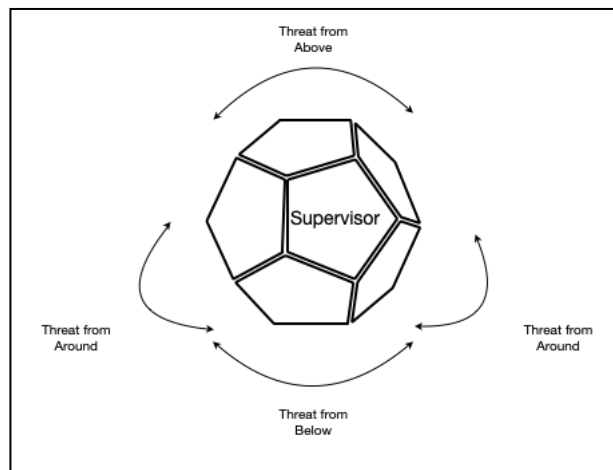 Threat from
Above
Supervisor
Threat from
Around
Threat from
Around
Threat from
Below